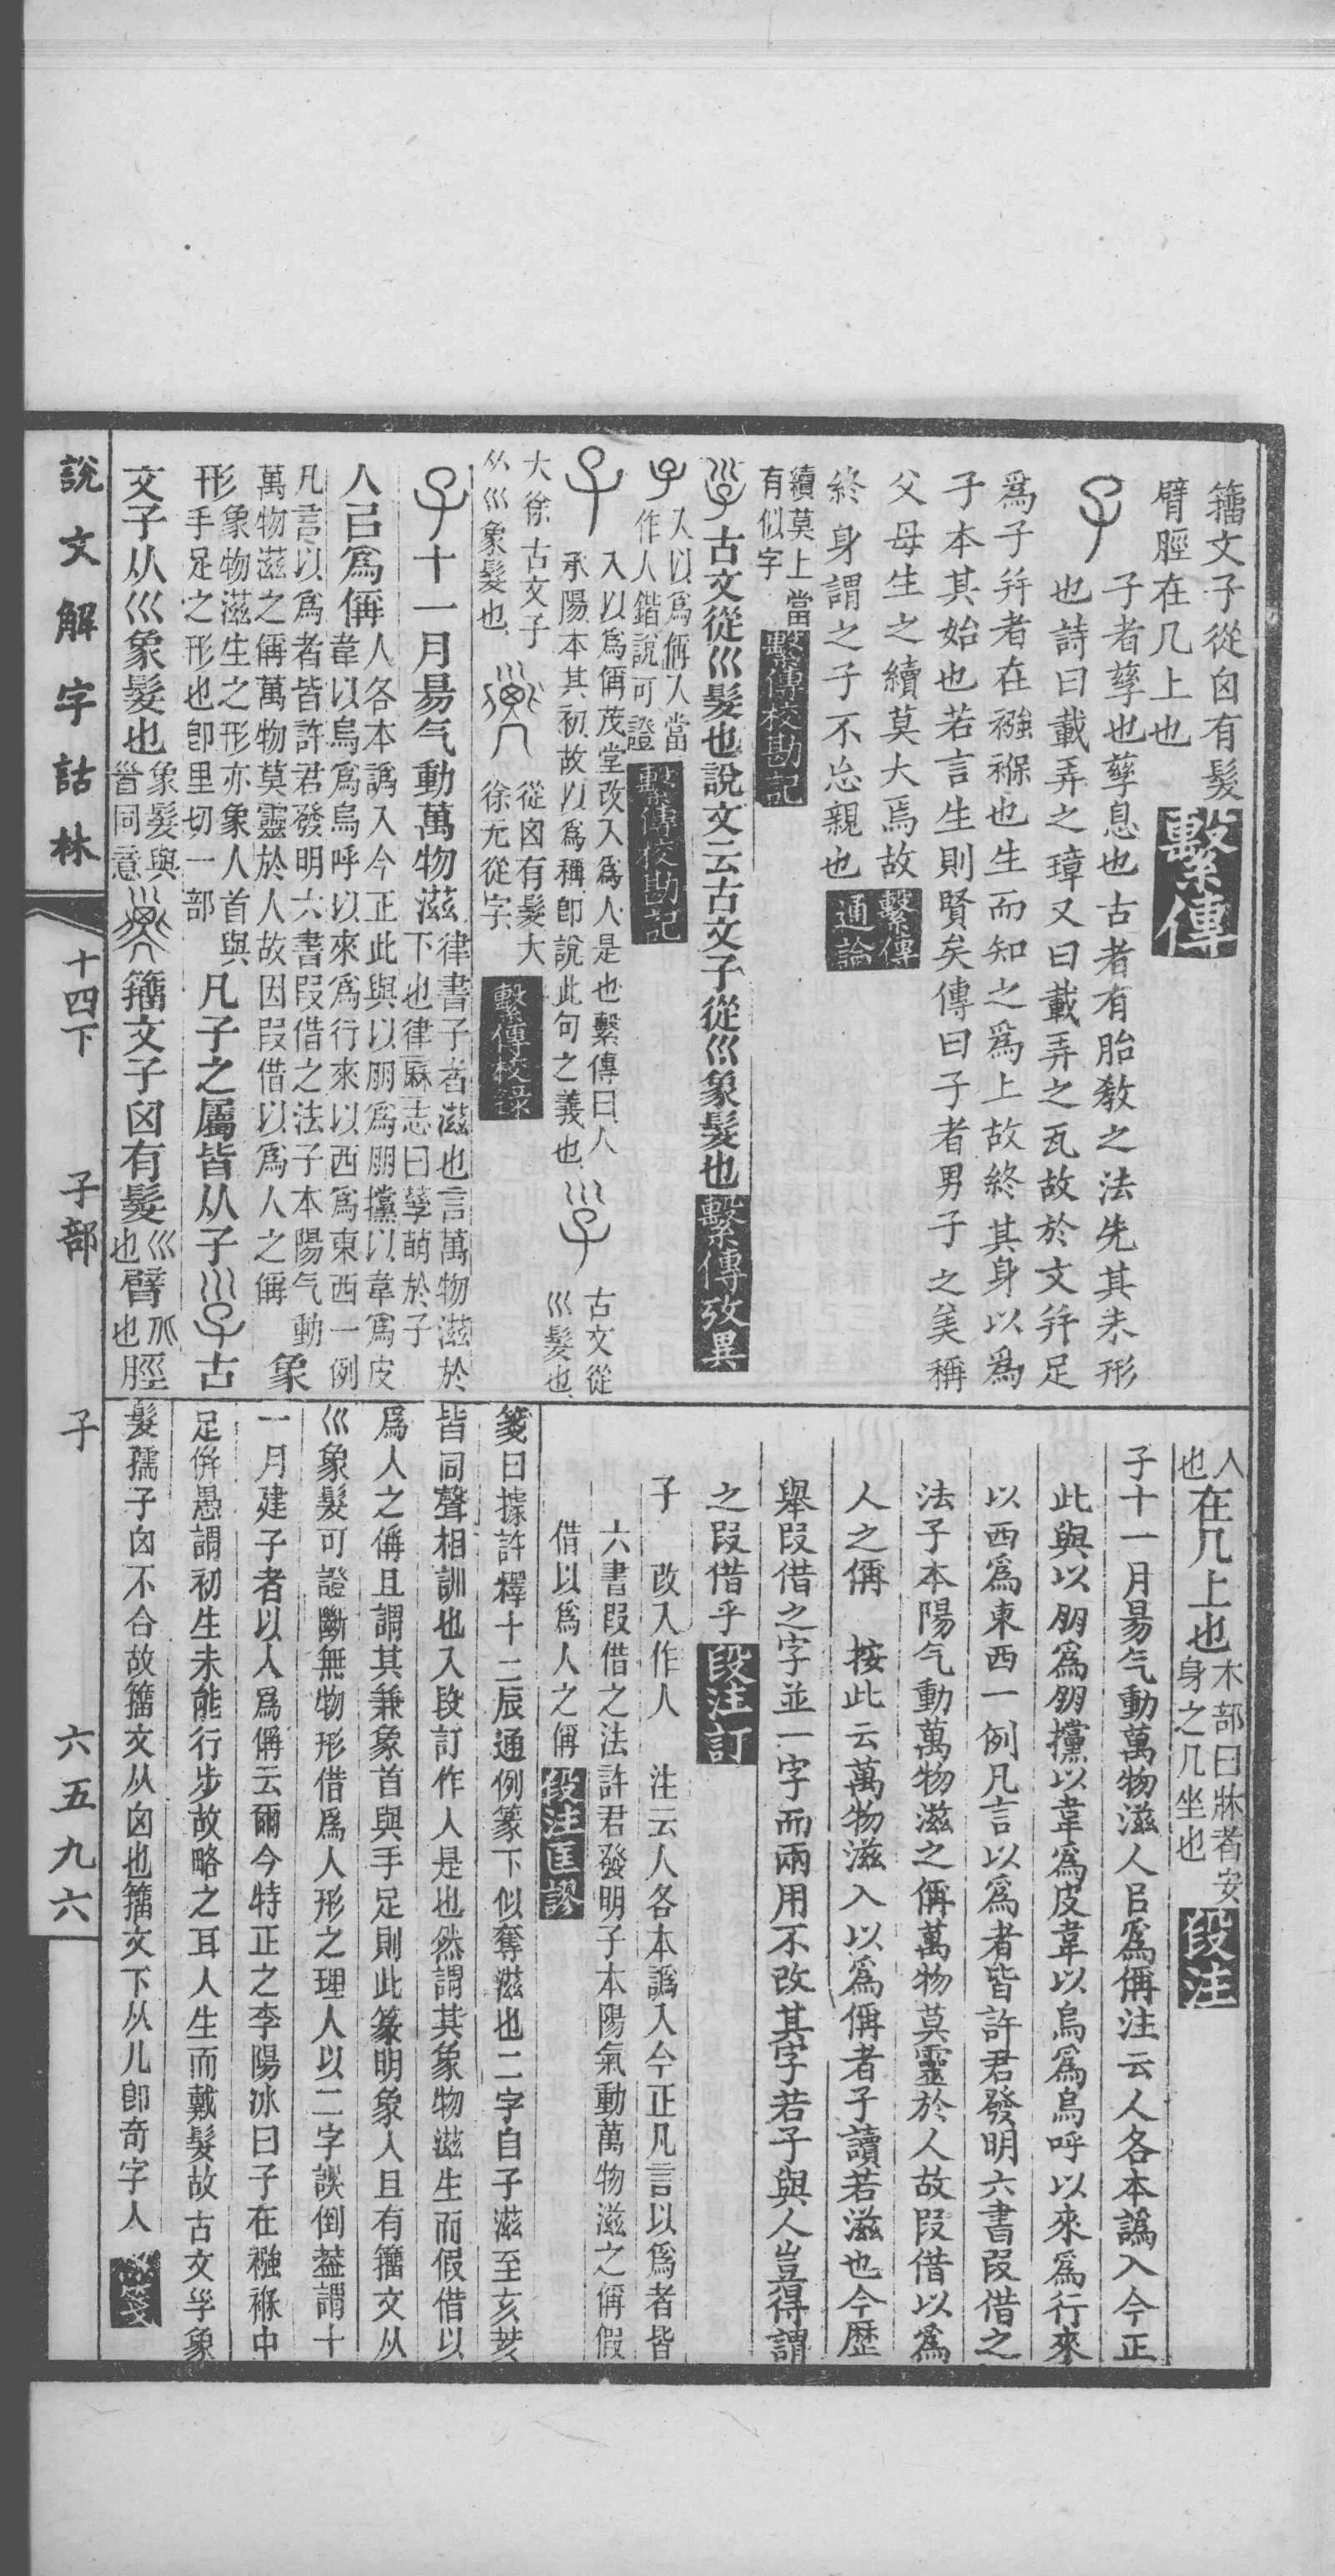 籒文子從囟有髮
臂脛在几上也繫傳
子者孳也孳息也古者有胎敎之法先其未形
也詩曰載弄之璋又曰載弄之瓦故於文幷足
爲子幷者在襁褓也生而知之爲上故終其身以爲
子本其始也若言生則賢矣傳曰子者男子之美稱
父母生之續莫大焉故
終身謂之子不忘親也繫傳通論
續莫上當
有似字繫傳校勘記
古文從巛髮也說文云古文子從巛象髮也繫傳攷異
入以爲偁入當
作人鍇說可證繫傳校勘記
入以爲偁茂堂改入爲人是也繫傳曰人
承陽本其初故以爲稱卽說此句之義也
古文從
巛髮也
大徐古文子
从巛象髮也
從囟有髮大
徐无從字繫傳校錄
子十一月昜气動萬物滋律書子者滋也言萬物滋於
下也律厤志曰孳萌於子
人㠯爲偁人各本譌入今正此與以朋爲朋攩以韋爲皮
韋以烏爲烏呼以來爲行來以西爲東西一例
凡言以爲者皆許君發明六書叚借之法子本陽气動
萬物滋之偁萬物莫靈於人故因叚借以爲人之偁
象
形象物滋生之形亦象人首與
手足之形也卽里切一部
凡子之屬皆从子古
文子从巛象髮也象髮與
𩠐同意
籒文子囟有髮巛
也臂㸚
也脛
人
也在几上也木部曰牀者安
身之几坐也段注
子十一月昜气動萬物滋人㠯爲偁注云人各本譌入今正
此與以朋爲朋攩以韋爲皮韋以烏爲烏呼以來爲行來
以西爲東西一例凡言以爲者皆許君發明六書叚借之
法子本陽气動萬物滋之偁萬物莫靈於人故叚借以爲
人之偁 按此云萬物滋入以爲偁者子讀若滋也今歷
舉叚借之字並一字而兩用不改其字若子與人豈得謂
之叚借乎段注訂
子 改入作人 注云人各本譌入今正凡言以爲者皆
六書叚借之法許君發明子本陽氣動萬物滋之偁假
借以爲人之偁段注匡謬
箋曰據許釋十二辰通例篆下似奪滋也二字自子滋至亥荄
皆同聲相訓也入段訂作人是也然謂其象物滋生而假借以
爲人之偁且謂其兼象首與手足則此篆明象人且有籒文从
巛象髮可證斷無物形借爲人形之理人以二字誤倒葢謂十
一月建子者以人爲偁云爾今特正之李陽冰曰子在襁褓中
足倂愚謂初生未能行步故略之耳人生而戴髮故古文㜽象
髮孺子囟不合故籒文从囟也籒文下从儿卽奇字人 箋
說文解字詁林
十四下 子部 子 六五九六